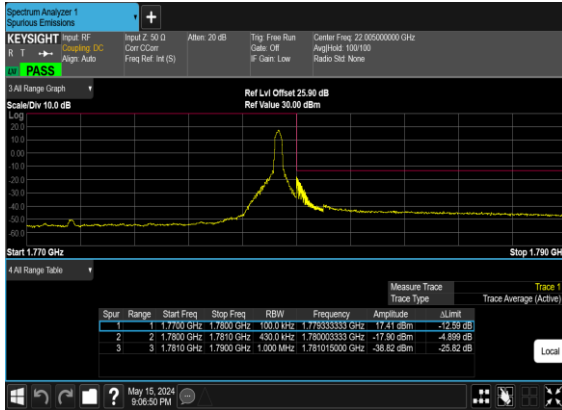 Spectrum Analyzer 1
Spurious Emissions
KEYSIGHT Input: RF Input Z: 50 Ω Atten: 20 dB Trig: Free Run Center Freq: 22.005000000 GHz
R T Coupling: DC Corr CCorr Gate: Off Avg|Hold: 100/100
Align: Auto Freq Ref: Int (S) IF Gain: Low Radio Std: None
PASS
3 All Range Graph
Ref Lvl Offset 25.90 dB
Scale/Div 10.0 dB Ref Value 30.00 dBm
Log
20.0
10.0
0.00
-10.0
-20.0
-30.0
-40.0
-50.0
-60.0
Start 1.770 GHz Stop 1.790 GH
4 All Range Table
Measure Trace Trace 1
Trace Type Trace Average (Active)
Spur Range Start Freq Stop Freq RBW Frequency Amplitude ΔLimit
1 1 1.7700 GHz 1.7800 GHz 100.0 kHz 1.779333333 GHz 17.41 dBm -12.59 dB
2 2 1.7800 GHz 1.7810 GHz 430.0 kHz 1.780003333 GHz -17.90 dBm -4.899 dB
3 3 1.7810 GHz 1.7900 GHz 1.000 MHz 1.781015000 GHz -38.82 dBm -25.82 dB
Local
May 15, 2024
9:06:50 PM